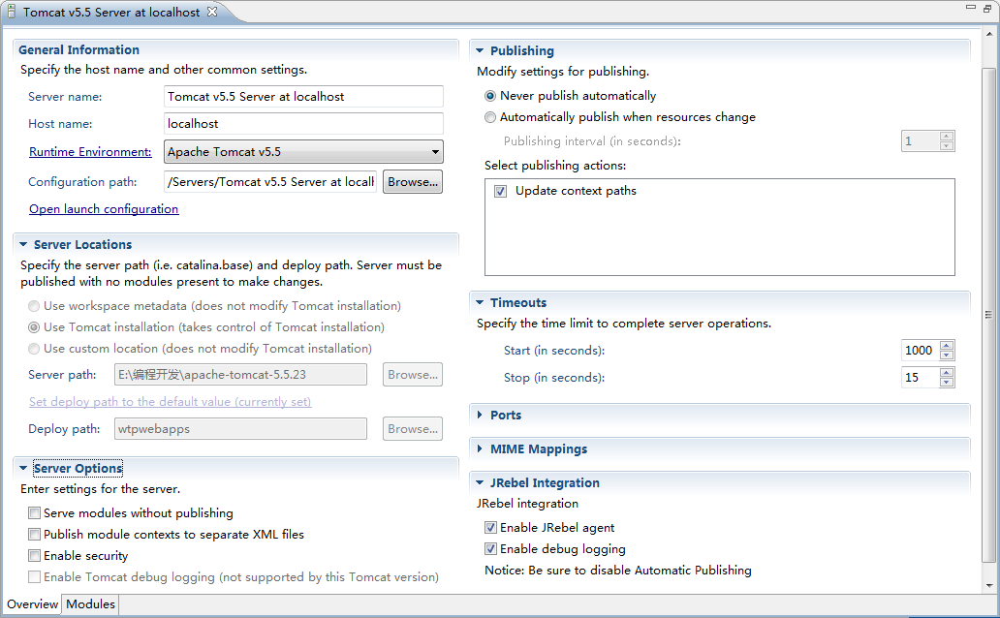 Tomcat v5.5 Server at localhost
General Information
Specify the host name and other common settings.
Server name: Tomcat v5.5 Server at localhost
Host name: localhost
Runtime Environment: Apache Tomcat v5.5
Configuration path: /Servers/Tomcat v5.5 Server at localh Browse...
Open launch configuration
Server Locations
Specify the server path (i.e. catalina.base) and deploy path. Server must be
published with no modules present to make changes.
Use workspace metadata (does not modify Tomcat installation)
Use Tomcat installation (takes control of Tomcat installation)
Use custom location (does not modify Tomcat installation)
Server path: E:\编程开发\apache-tomcat-5.5.23 Browse...
Set deploy path to the default value (currently set)
Deploy path: wtpwebapps Browse...
Server Options
Enter settings for the server.
Serve modules without publishing
Publish module contexts to separate XML files
Enable security
Enable Tomcat debug logging (not supported by this Tomcat version)
Publishing
Modify settings for publishing.
Never publish automatically
Automatically publish when resources change
Publishing interval (in seconds): 1
Select publishing actions:
Update context paths
Timeouts
Specify the time limit to complete server operations.
Start (in seconds): 1000
Stop (in seconds): 15
Ports
MIME Mappings
JRebel Integration
JRebel integration
Enable JRebel agent
Enable debug logging
Notice: Be sure to disable Automatic Publishing
Overview Modules